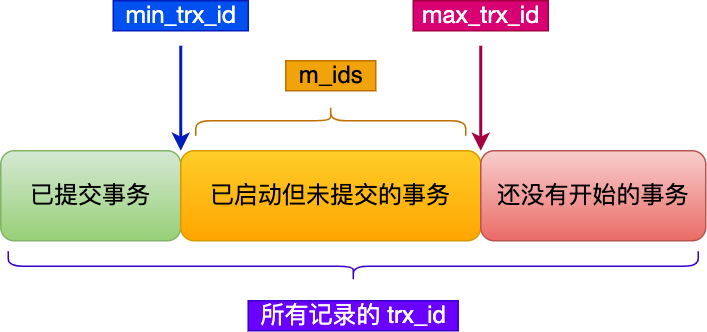 min_trx_id
max_trx_id
m_ids
已提交事务
已启动但未提交的事务
还没有开始的事务
所有记录的 trx_id